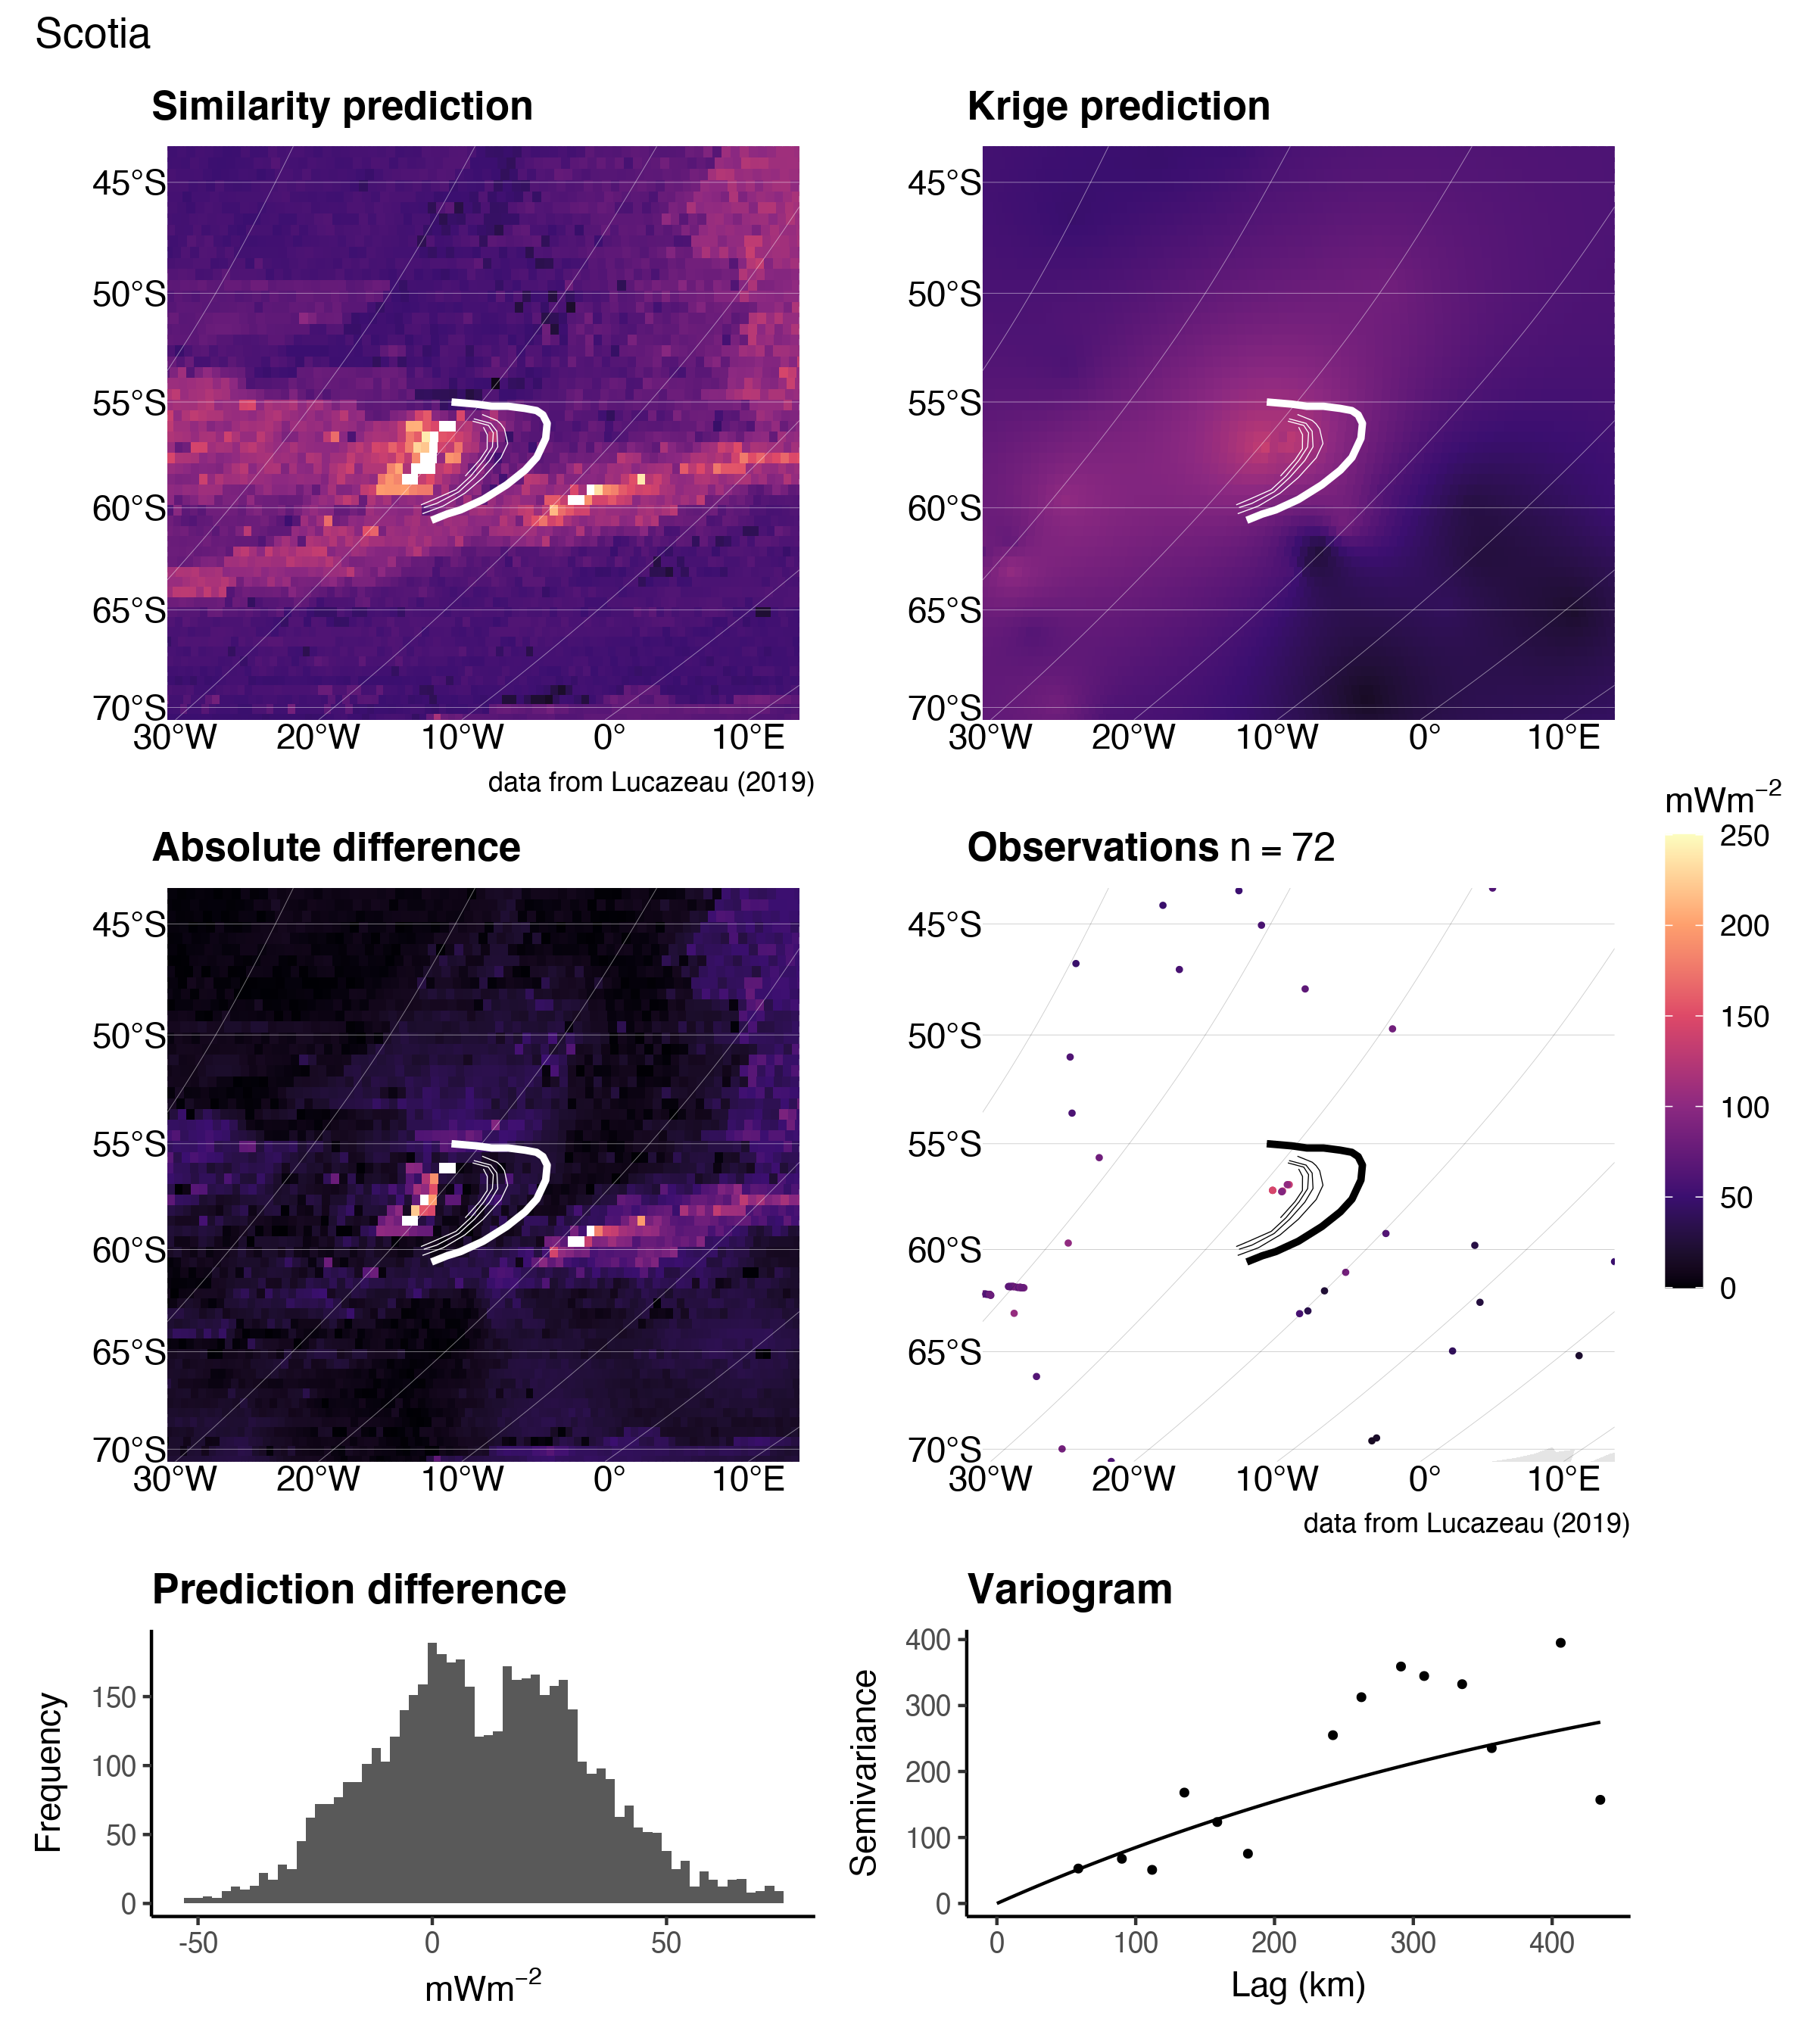 Scotia
Similarity prediction
Krige prediction
45°S
50°S
55°S
60°S
65°S
70°S
30°W 20°W 10°W 0° 10°E
45°S
50°S
55°S
60°S
65°S
70°S
30°W 20°W 10°W 0° 10°E
data from Lucazeau (2019)
mWm⁻²
250
200
150
100
50
0
Absolute difference
Observations n = 72
45°S
50°S
55°S
60°S
65°S
70°S
30°W 20°W 10°W 0° 10°E
45°S
50°S
55°S
60°S
65°S
70°S
30°W 20°W 10°W 0° 10°E
data from Lucazeau (2019)
Prediction difference
Frequency
150
100
50
0
-50 0 50
mWm⁻²
Variogram
Semivariance
400
300
200
100
0
0 100 200 300 400
Lag (km)